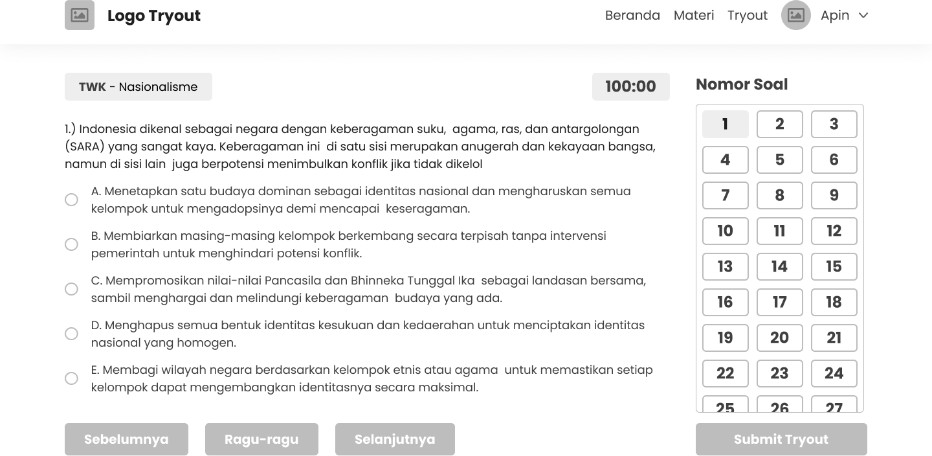 Logo Tryout
Beranda Materi Tryout Apin
TWK - Nasionalisme
100:00
1.) Indonesia dikenal sebagai negara dengan keberagaman suku, agama, ras, dan antargolongan
(SARA) yang sangat kaya. Keberagaman ini di satu sisi merupakan anugerah dan kekayaan bangsa,
namun di sisi lain juga berpotensi menimbulkan konflik jika tidak dikelol
A. Menetapkan satu budaya dominan sebagai identitas nasional dan mengharuskan semua
kelompok untuk mengadopsinya demi mencapai keseragaman.
B. Membiarkan masing-masing kelompok berkembang secara terpisah tanpa intervensi
pemerintah untuk menghindari potensi konflik.
C. Mempromosikan nilai-nilai Pancasila dan Bhinneka Tunggal Ika sebagai landasan bersama,
sambil menghargai dan melindungi keberagaman budaya yang ada.
D. Menghapus semua bentuk identitas kesukuan dan kedaerahan untuk menciptakan identitas
nasional yang homogen.
E. Membagi wilayah negara berdasarkan kelompok etnis atau agama untuk memastikan setiap
kelompok dapat mengembangkan identitasnya secara maksimal.
Sebelumnya Ragu-ragu Selanjutnya
Nomor Soal
1 2 3
4 5 6
7 8 9
10 11 12
13 14 15
16 17 18
19 20 21
22 23 24
25 26 27
Submit Tryout